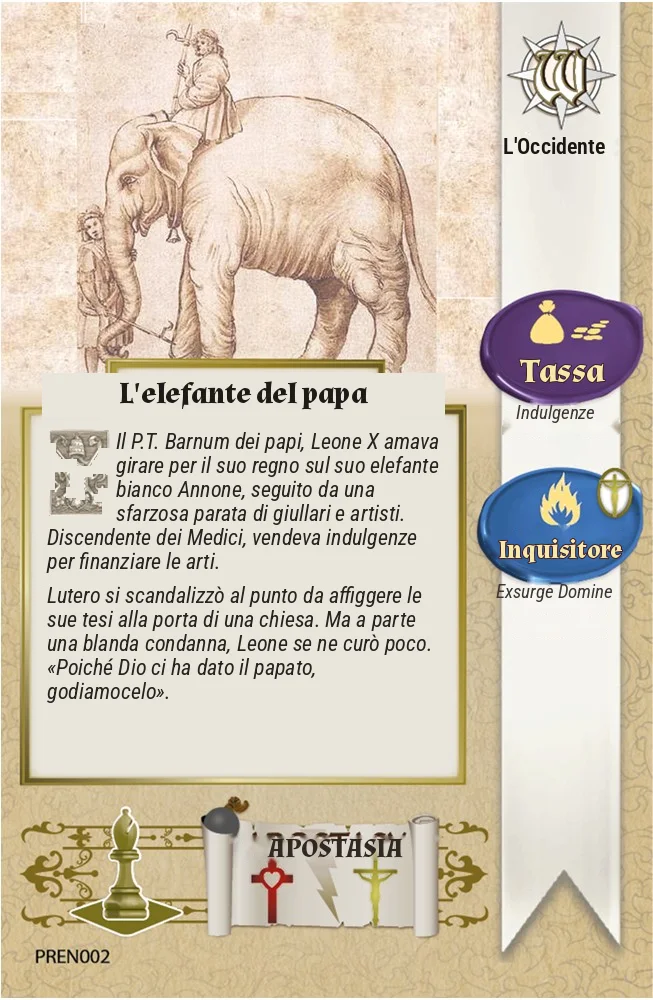 W
L'Occidente
Tassa
Indulgenze
Inquisitore
Exsurge Domine
L'elefante del papa
Il P.T. Barnum dei papi, Leone X amava
girare per il suo regno sul suo elefante
bianco Annone, seguito da una
sfarzosa parata di giullari e artisti.
Discendente dei Medici, vendeva indulgenze
per finanziare le arti.
Lutero si scandalizzò al punto da affiggere le
sue tesi alla porta di una chiesa. Ma a parte
una blanda condanna, Leone se ne curò poco.
«Poiché Dio ci ha dato il papato,
godiamocelo».
APOSTASIA
PREN002